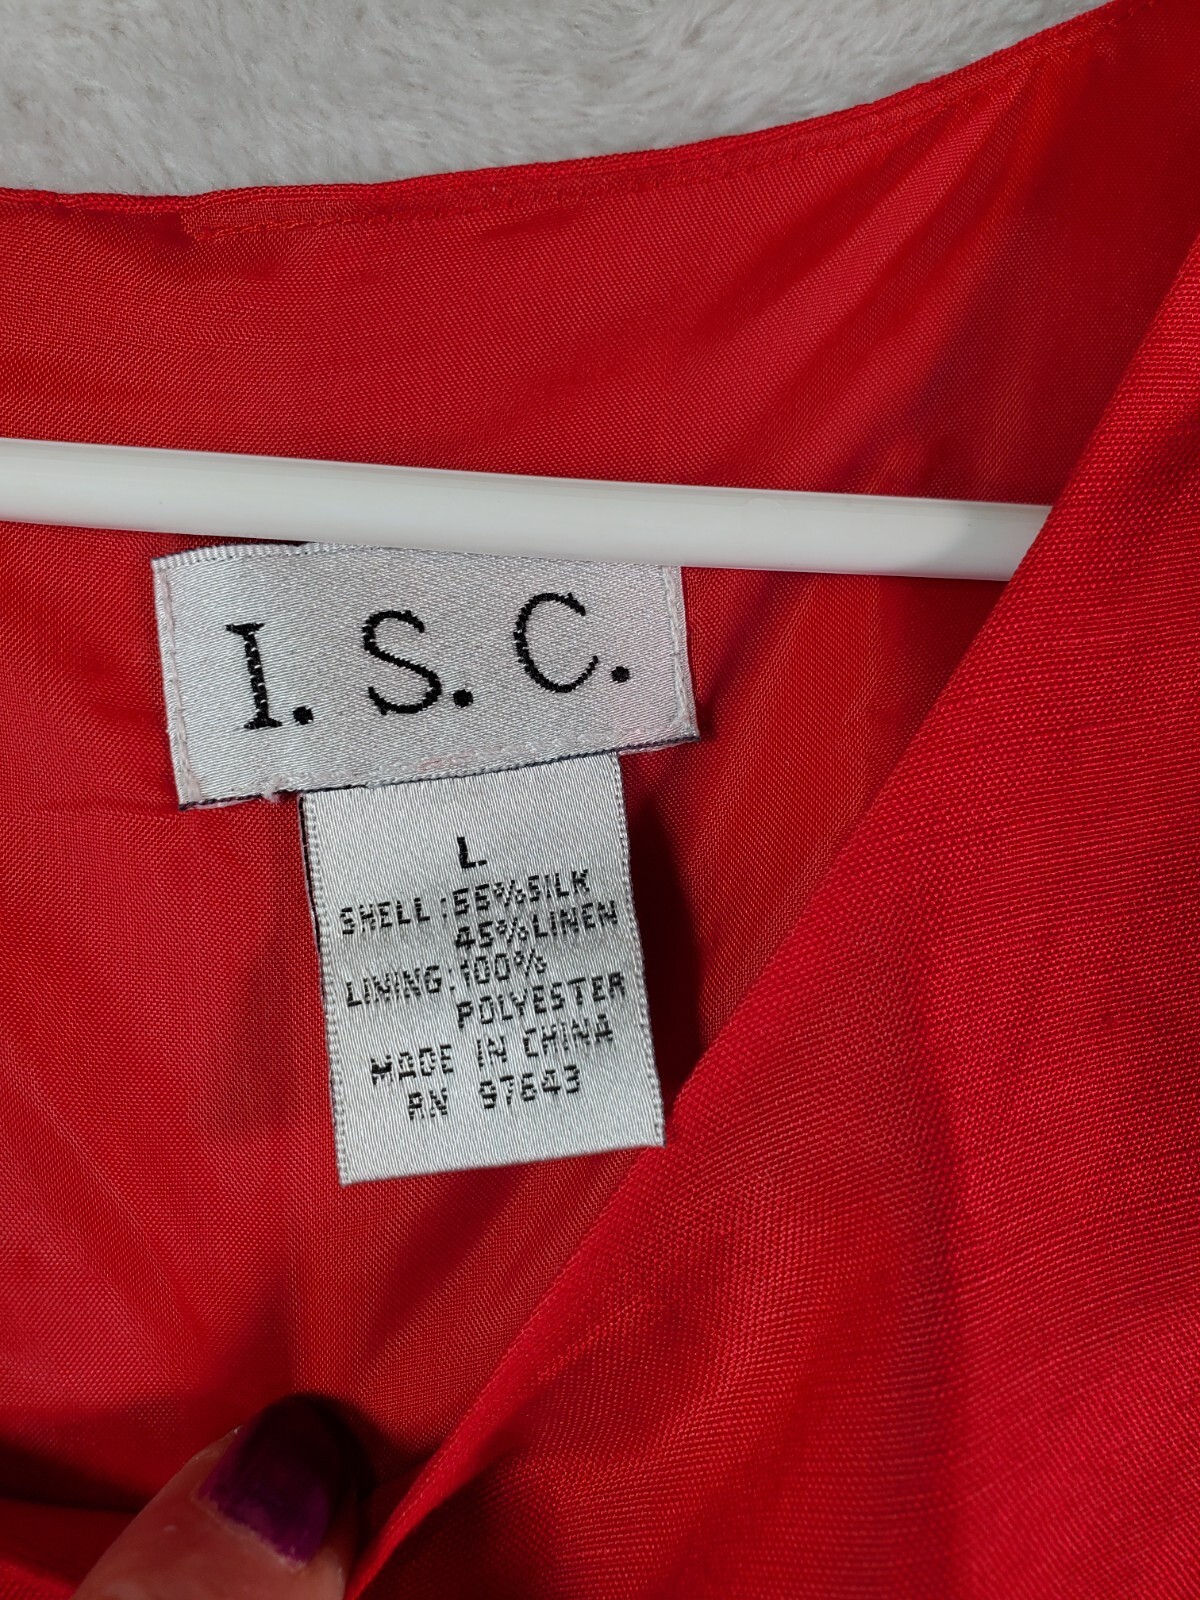 I. S. C.
L
SHELL:55%SILK
45%LINEN
LINING:100%
POLYESTER
MADE IN CHINA
RN 97643